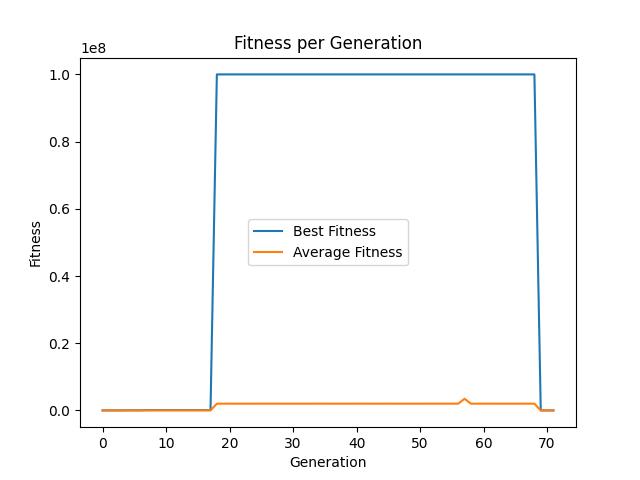 Fitness per Generation
1e8
1.0
0.8
0.6
0.4
0.2
0.0
Fitness
Best Fitness
Average Fitness
0 10 20 30 40 50 60 70
Generation